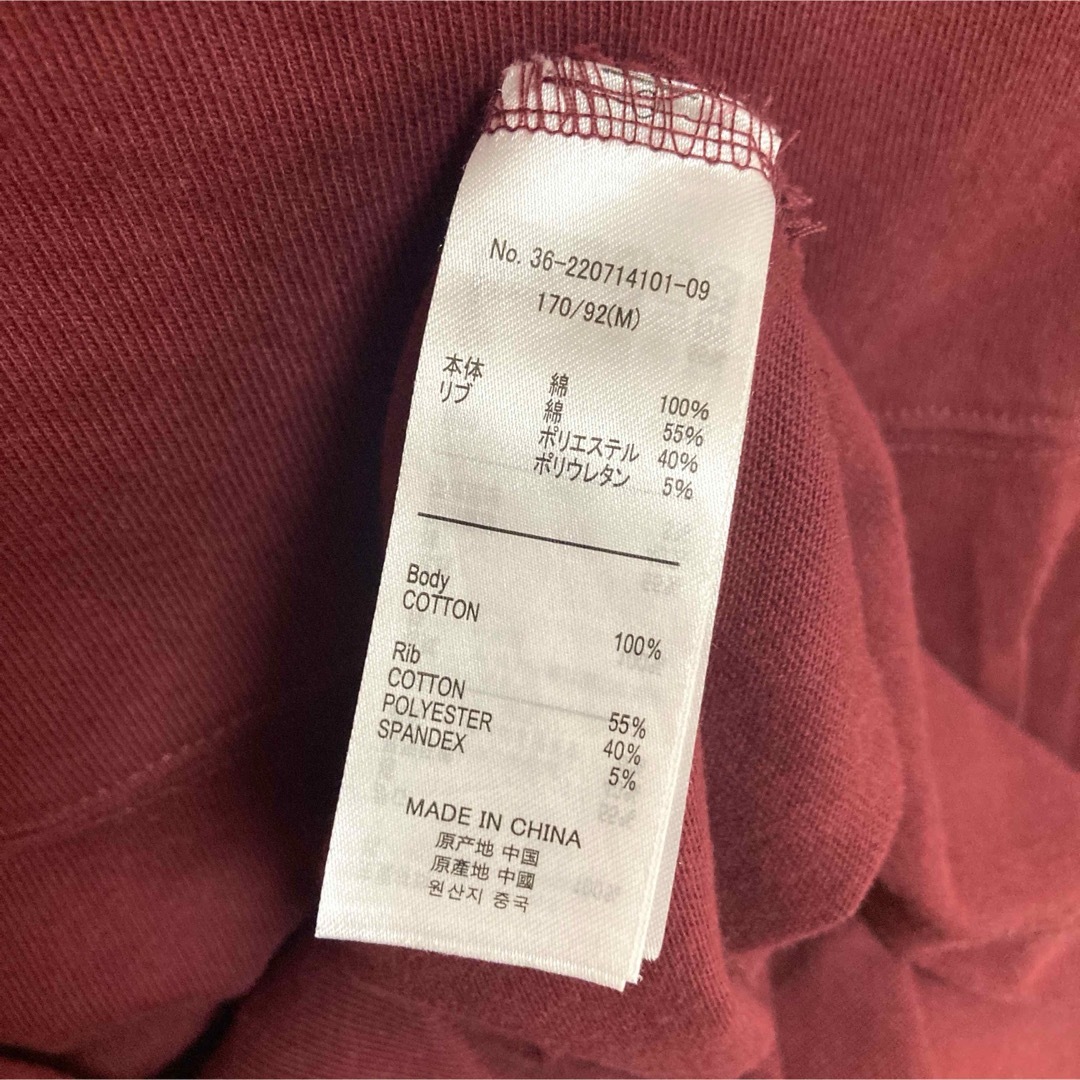 No. 36-220714101-09
170/92(M)
本体 綿 100%
リブ 綿 55%
ポリエステル 40%
ポリウレタン 5%
Body
COTTON 100%
Rib
COTTON 55%
POLYESTER 40%
SPANDEX 5%
MADE IN CHINA
原产地 中国
原產地 中國
원산지 중국